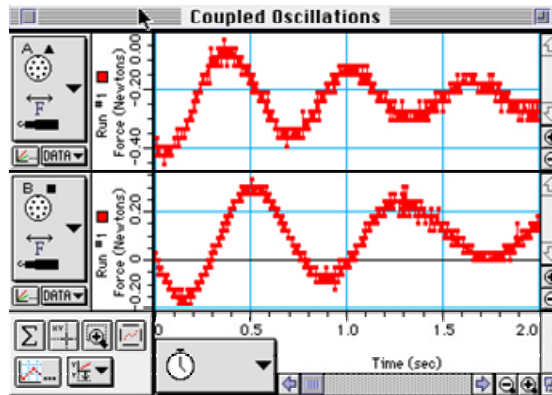 Coupled Oscillations
A
F
DATA
Run #1
Force (Newtons)
0.00
-0.20
-0.40
B
F
DATA
Run #1
Force (Newtons)
0.20
0
-0.20
Σ
0
0.5
1.0
1.5
2.0
Time (sec)